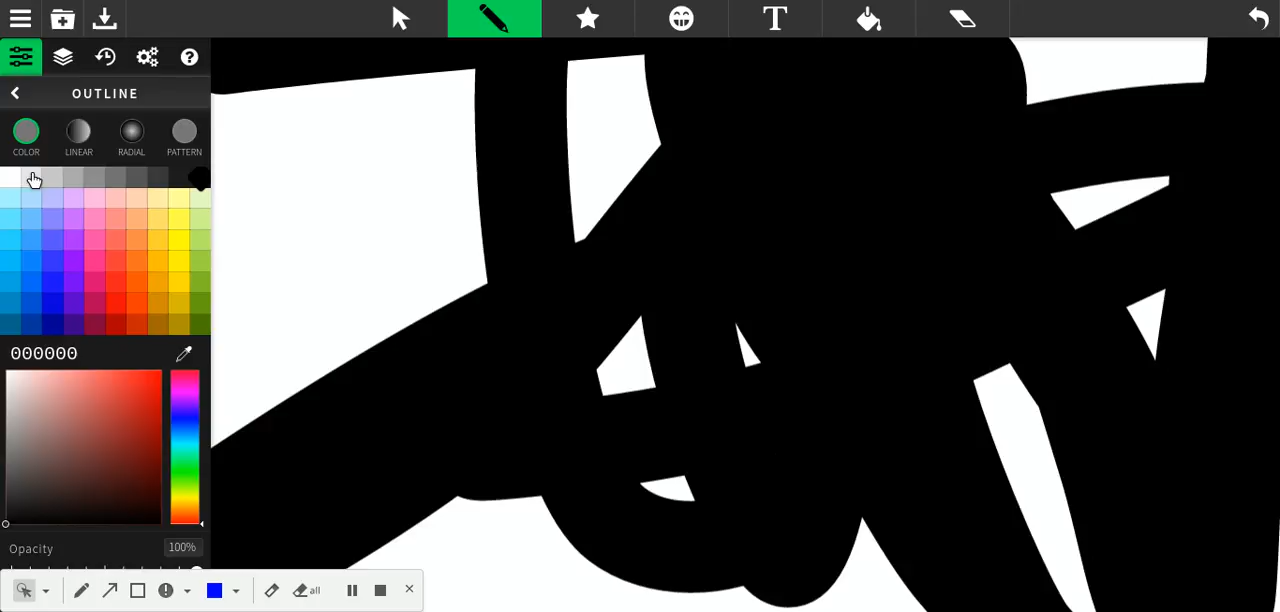 T
?
OUTLINE
COLOR LINEAR RADIAL PATTERN
000000
Opacity 100%
all